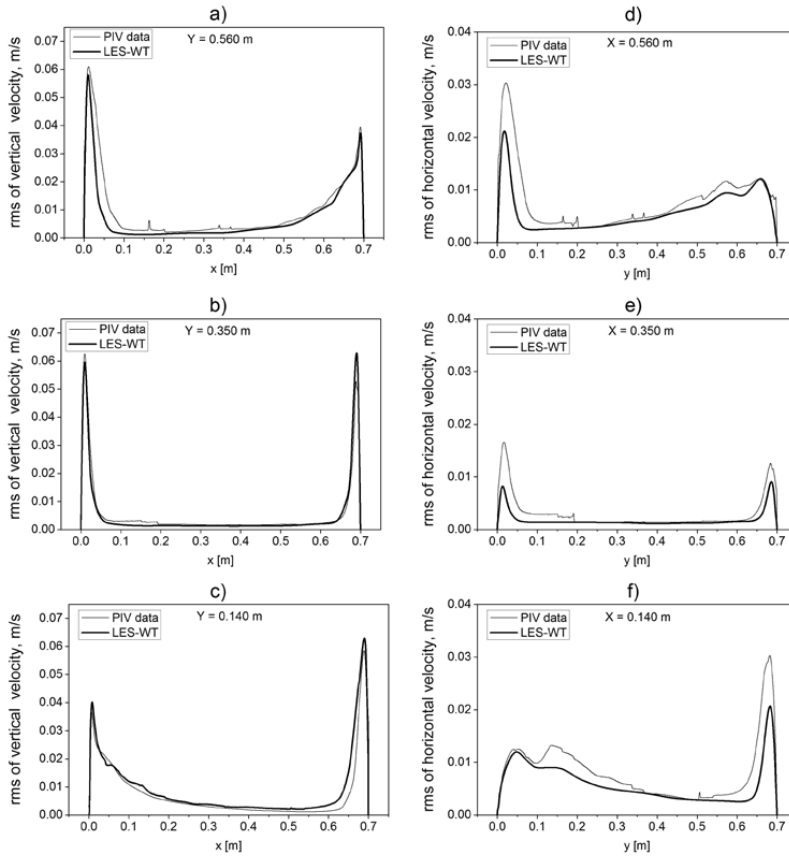 a)
PIV data
LES-WT
Y = 0.560 m
rms of vertical velocity, m/s
0.07
0.06
0.05
0.04
0.03
0.02
0.01
0.00
0.0 0.1 0.2 0.3 0.4 0.5 0.6 0.7
x [m]
d)
PIV data
LES-WT
X = 0.560 m
rms of horizontal velocity, m/s
0.04
0.03
0.02
0.01
0.00
0.0 0.1 0.2 0.3 0.4 0.5 0.6 0.7
y [m]
b)
PIV data
LES-WT
Y = 0.350 m
rms of vertical velocity, m/s
0.07
0.06
0.05
0.04
0.03
0.02
0.01
0.00
0.0 0.1 0.2 0.3 0.4 0.5 0.6 0.7
x [m]
e)
PIV data
LES-WT
X = 0.350 m
rms of horizontal velocity, m/s
0.04
0.03
0.02
0.01
0.00
0.0 0.1 0.2 0.3 0.4 0.5 0.6 0.7
y [m]
c)
PIV data
LES-WT
Y = 0.140 m
rms of vertical velocity, m/s
0.07
0.06
0.05
0.04
0.03
0.02
0.01
0.00
0.0 0.1 0.2 0.3 0.4 0.5 0.6 0.7
x [m]
f)
PIV data
LES-WT
X = 0.140 m
rms of horizontal velocity, m/s
0.04
0.03
0.02
0.01
0.00
0.0 0.1 0.2 0.3 0.4 0.5 0.6 0.7
y [m]